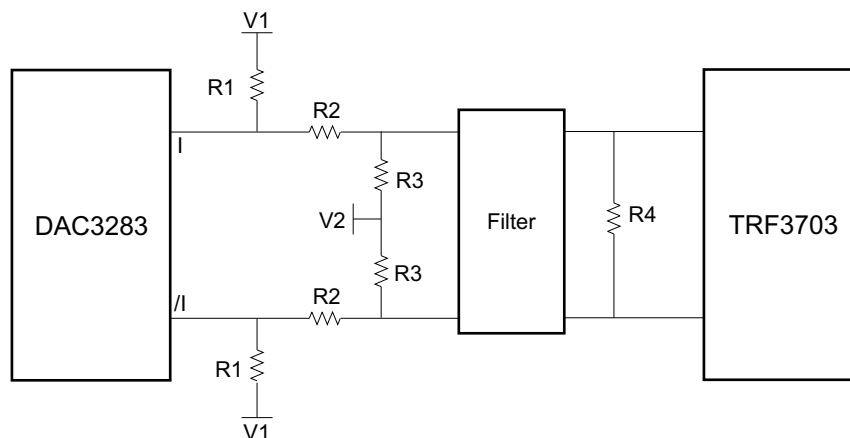 V1
R1
R2
I
R3
DAC3283
V2
Filter
R4
TRF3703
R3
/I
R2
R1
V1